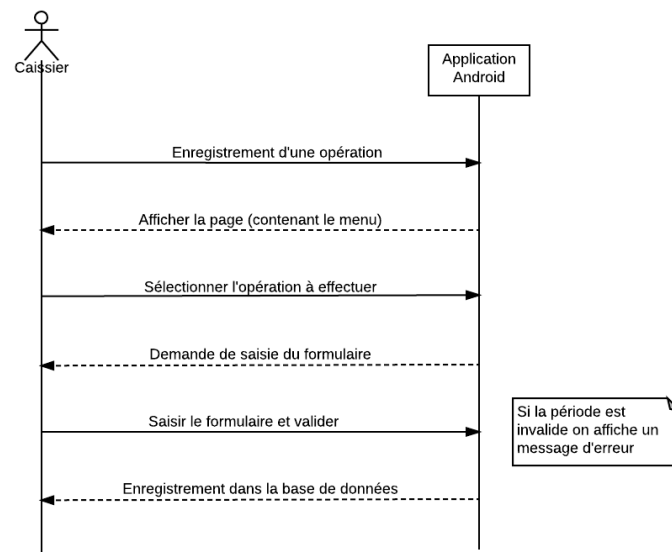 Caissier
Application
Android
Enregistrement d'une opération
Afficher la page (contenant le menu)
Sélectionner l'opération à effectuer
Demande de saisie du formulaire
Saisir le formulaire et valider
Si la période est
invalide on affiche un
message d'erreur
Enregistrement dans la base de données